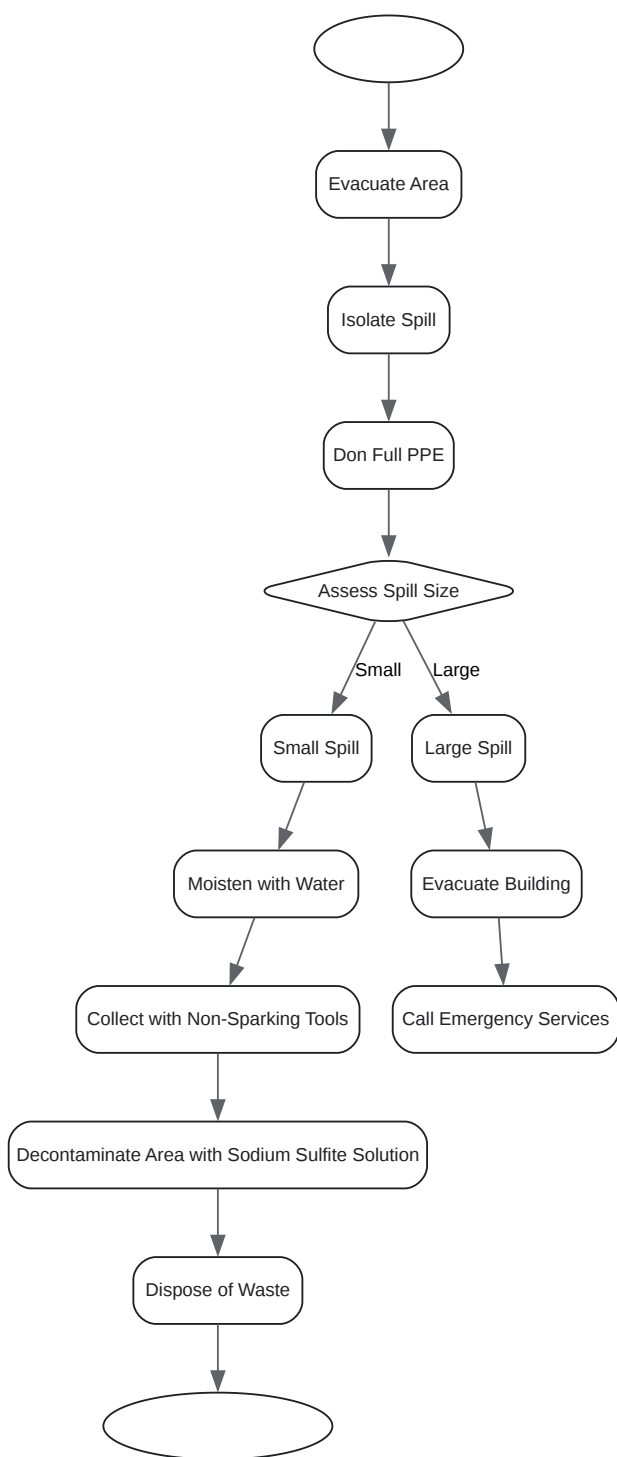 Evacuate Area
Isolate Spill
Don Full PPE
Assess Spill Size
Small
Large
Small Spill
Large Spill
Moisten with Water
Evacuate Building
Collect with Non-Sparking Tools
Call Emergency Services
Decontaminate Area with Sodium Sulfite Solution
Dispose of Waste